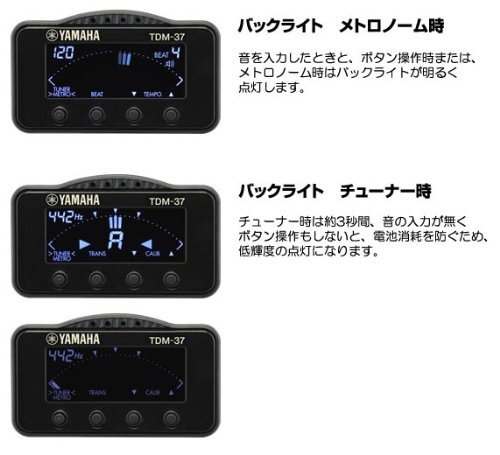 YAMAHA TDM-37
120 BEAT 4
TUNER
>METRO< BEAT ▼ TEMPO ▲
バックライト　メトロノーム時
音を入力したときと、ボタン操作時または、
メトロノーム時はバックライトが明るく
点灯します。
YAMAHA TDM-37
442Hz
A
>TUNER< TRANS ▼ CALIB ▲
METRO
バックライト　チューナー時
チューナー時は約3秒間、音の入力が無く
ボタン操作もしないと、電池消耗を防ぐため、
低輝度の点灯になります。
YAMAHA TDM-37
442Hz
>TUNER< TRANS ▼ CALIB ▲
METRO